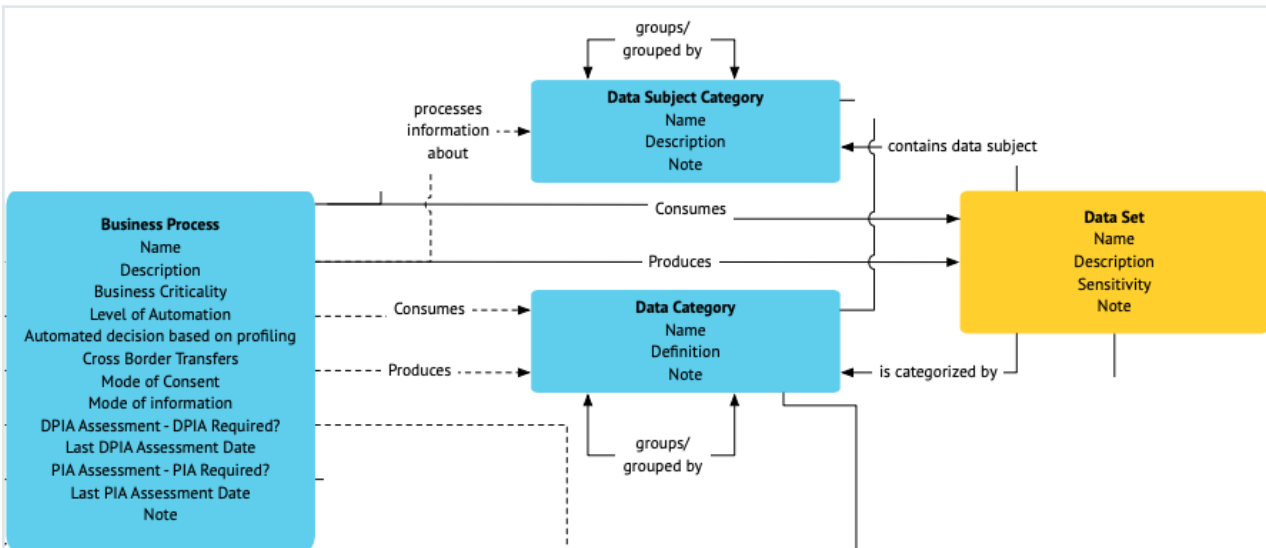 groups/
grouped by
Data Subject Category
Name
Description
Note
processes
information
about
contains data subject
Business Process
Name
Description
Business Criticality
Level of Automation
Automated decision based on profiling
Cross Border Transfers
Mode of Consent
Mode of information
DPIA Assessment - DPIA Required?
Last DPIA Assessment Date
PIA Assessment - PIA Required?
Last PIA Assessment Date
Note
Consumes
Produces
Consumes
Produces
Data Category
Name
Definition
Note
groups/
grouped by
Data Set
Name
Description
Sensitivity
Note
is categorized by